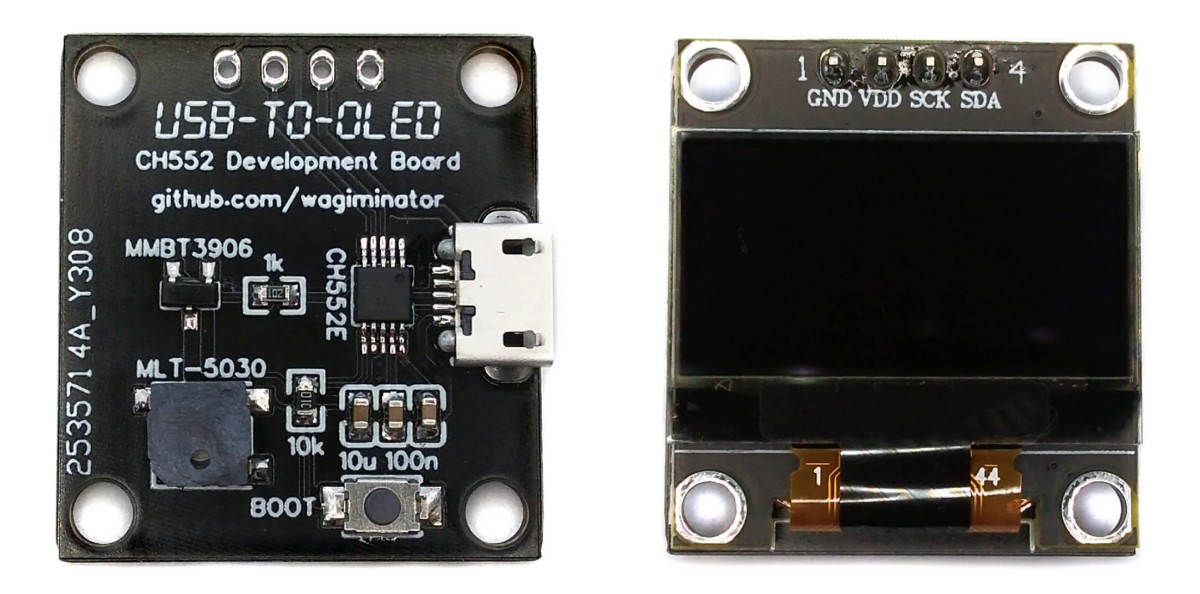 USB-TO-OLED
CH552 Development Board
github.com/wagiminator
2535714A_Y308
MMBT3906
1k
102
CH552E
MLT-5030
10k
10u 100n
BOOT
1 4
GND VDD SCK SDA
1 44